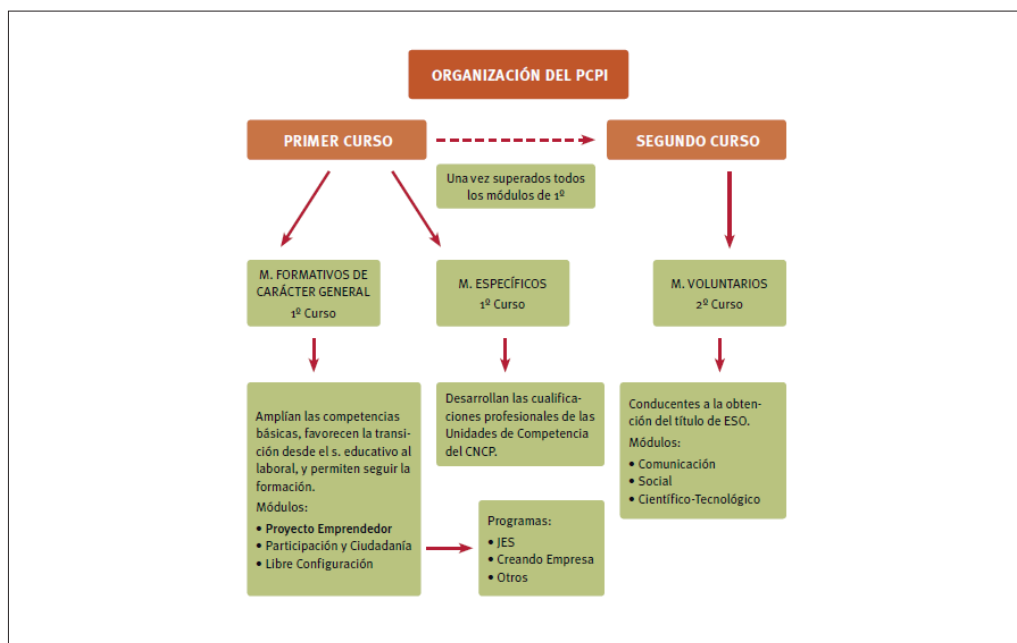 ORGANIZACIÓN DEL PCPI
PRIMER CURSO
SEGUNDO CURSO
Una vez superados todos
los módulos de 1º
M. FORMATIVOS DE
CARÁCTER GENERAL
1º Curso
M. ESPECÍFICOS
1º Curso
M. VOLUNTARIOS
2º Curso
Amplían las competencias
básicas, favorecen la transi-
ción desde el s. educativo al
laboral, y permiten seguir la
formación.
Módulos:
• Proyecto Emprendedor
• Participación y Ciudadanía
• Libre Configuración
Desarrollan las cualifica-
ciones profesionales de las
Unidades de Competencia
del CNCP.
Programas:
• JES
• Creando Empresa
• Otros
Conducentes a la obten-
ción del título de ESO.
Módulos:
• Comunicación
• Social
• Científico-Tecnológico